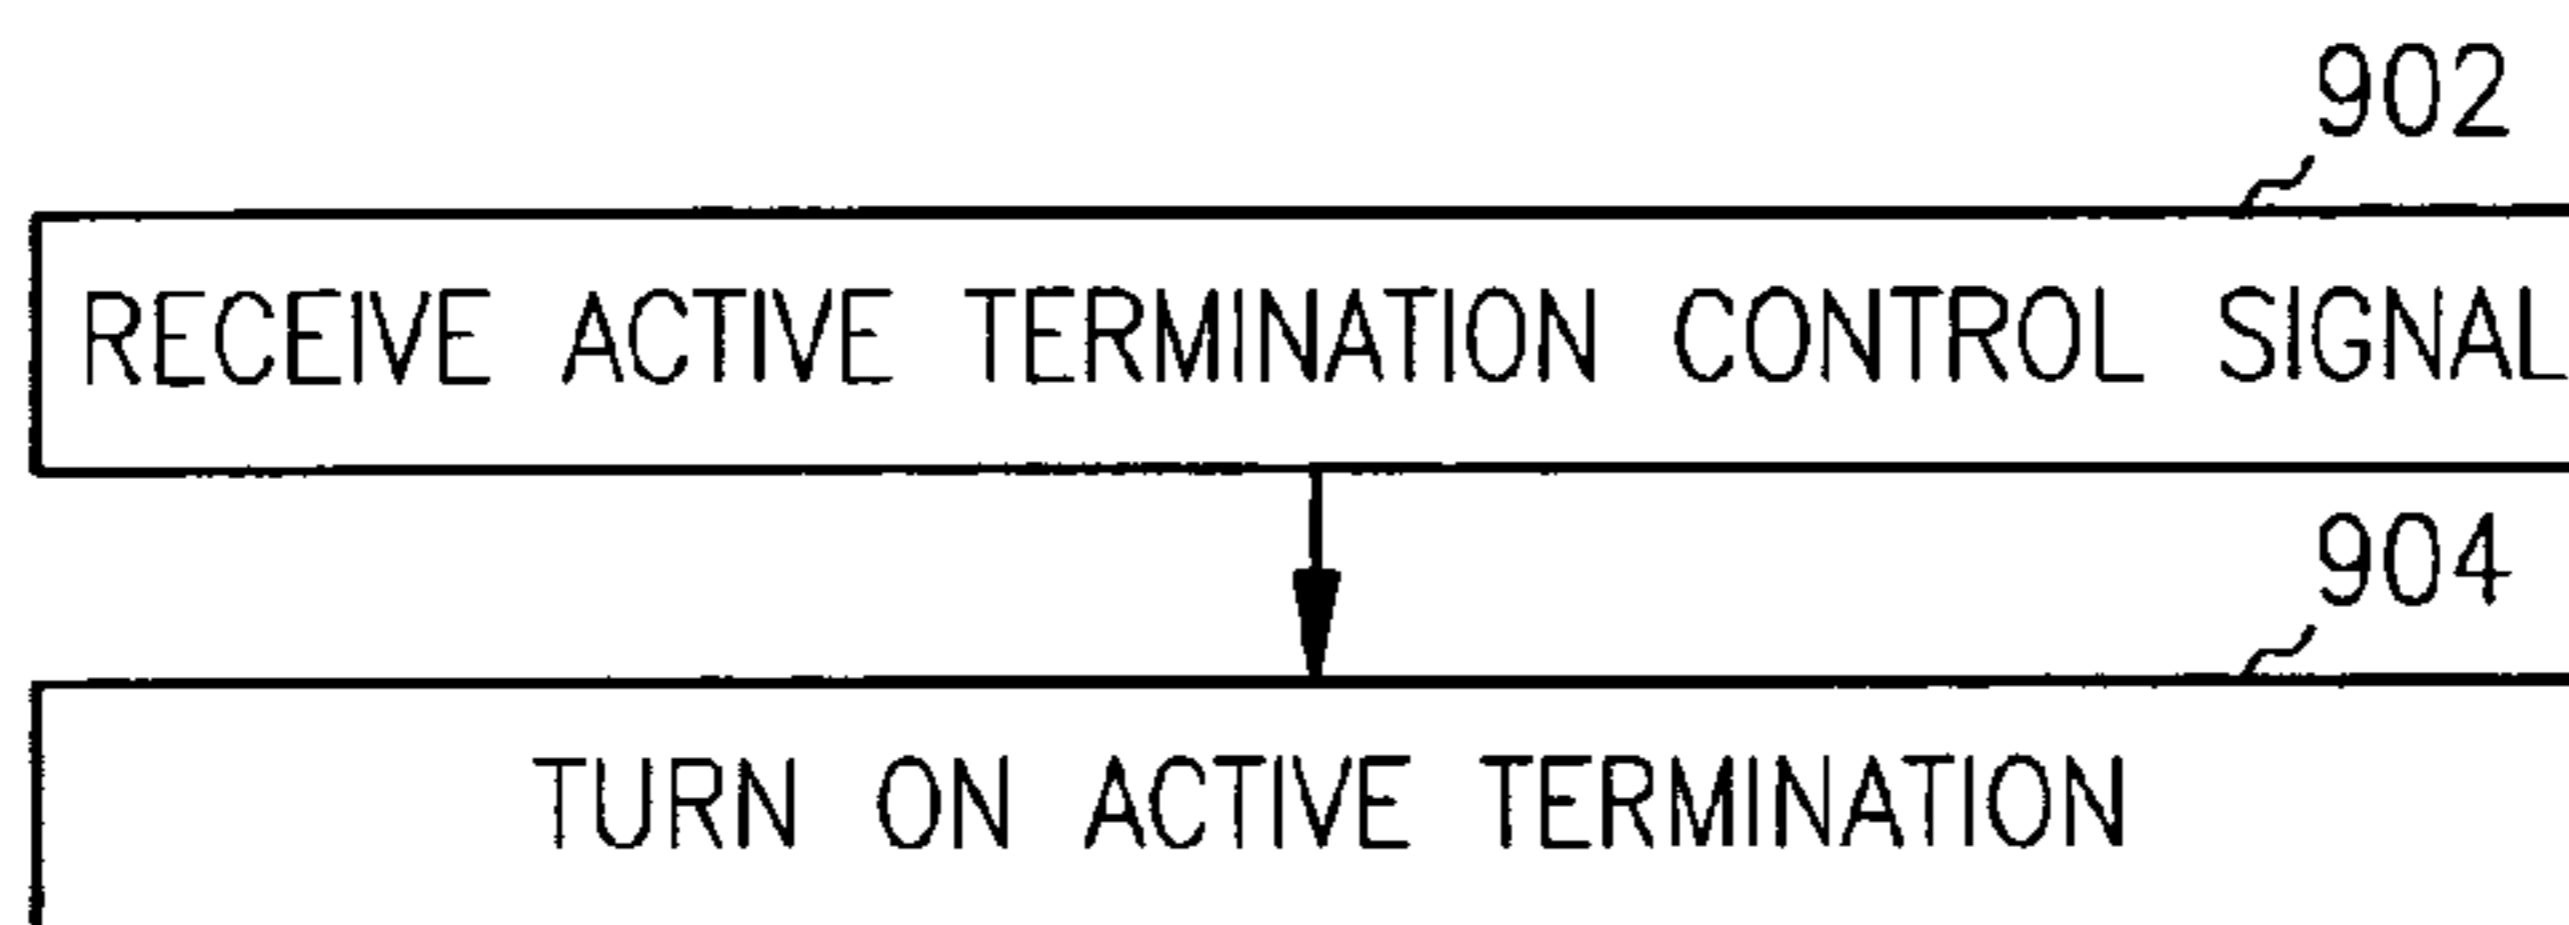 902
RECEIVE ACTIVE TERMINATION CONTROL SIGNAL
904
TURN ON ACTIVE TERMINATION